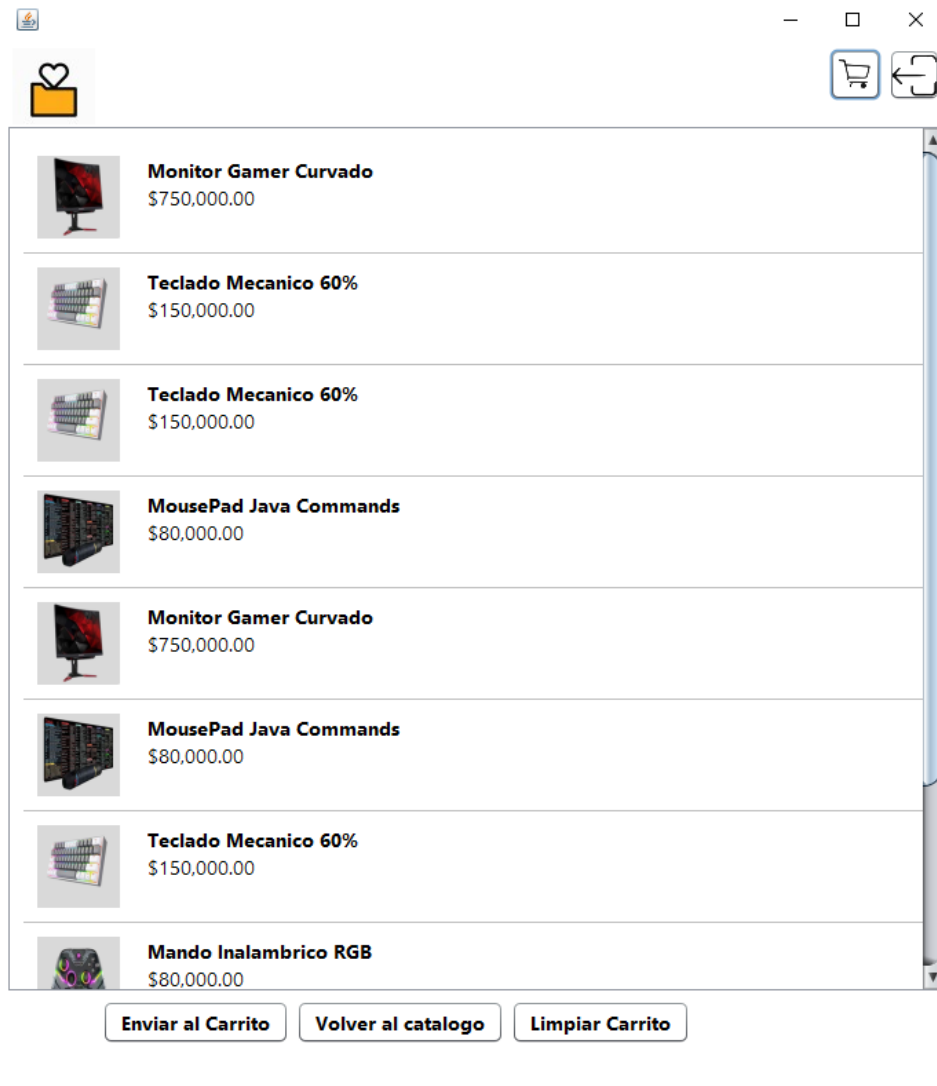 Monitor Gamer Curvado
$750,000.00
Teclado Mecanico 60%
$150,000.00
Teclado Mecanico 60%
$150,000.00
MousePad Java Commands
$80,000.00
Monitor Gamer Curvado
$750,000.00
MousePad Java Commands
$80,000.00
Teclado Mecanico 60%
$150,000.00
Mando Inalambrico RGB
$80,000.00
Enviar al Carrito
Volver al catalogo
Limpiar Carrito